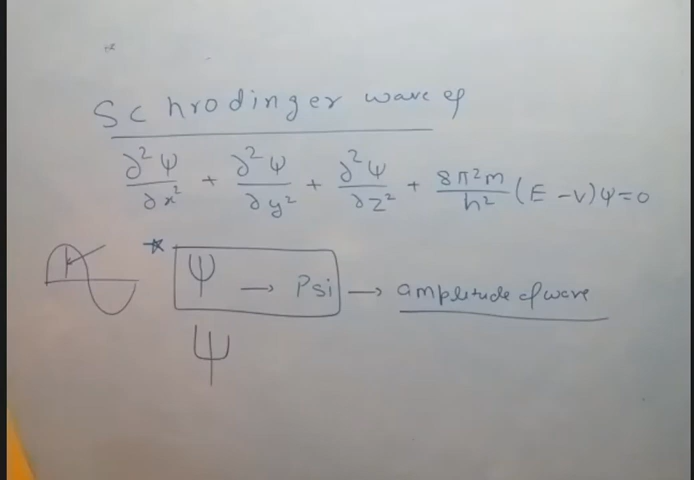 Schrodinger wave eq
∂²Ψ/∂x² + ∂²Ψ/∂y² + ∂²Ψ/∂z² + 8π²m/h² (E - v)Ψ = 0
Ψ → Psi → amplitude of wave
Ψ